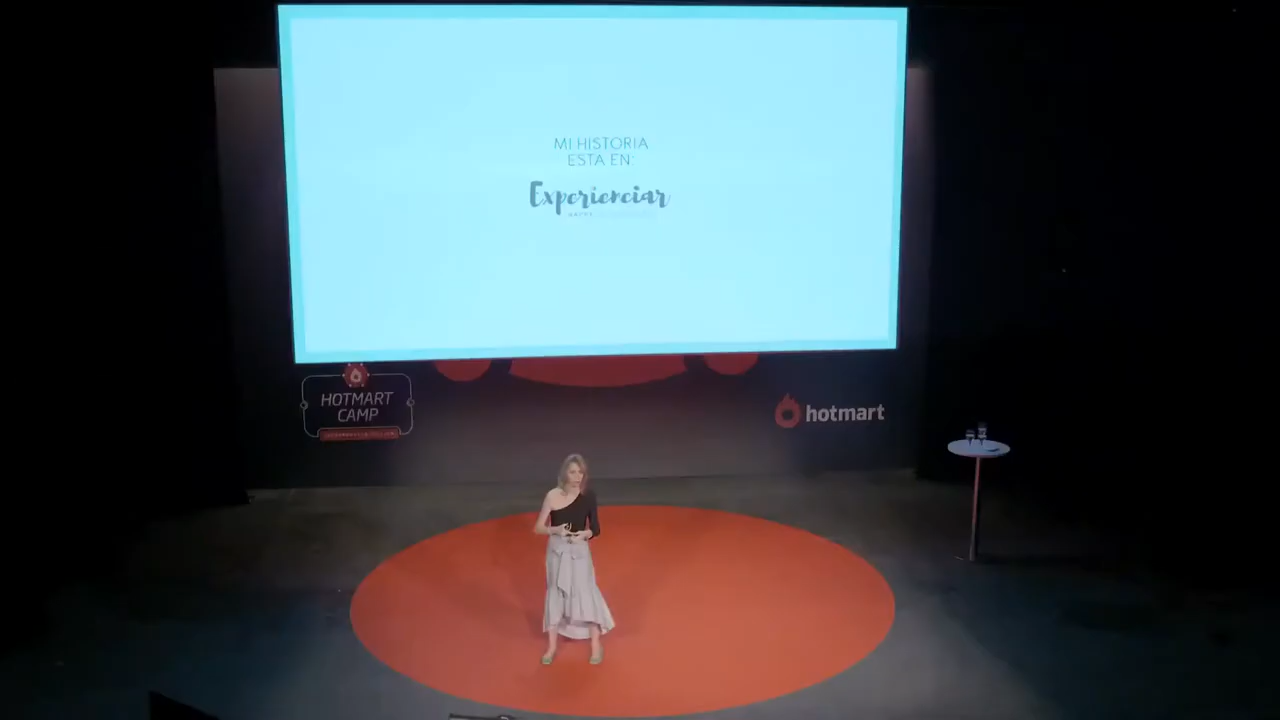 MI HISTORIA
ESTA EN:
Experienciar
HOTMART
CAMP
hotmart